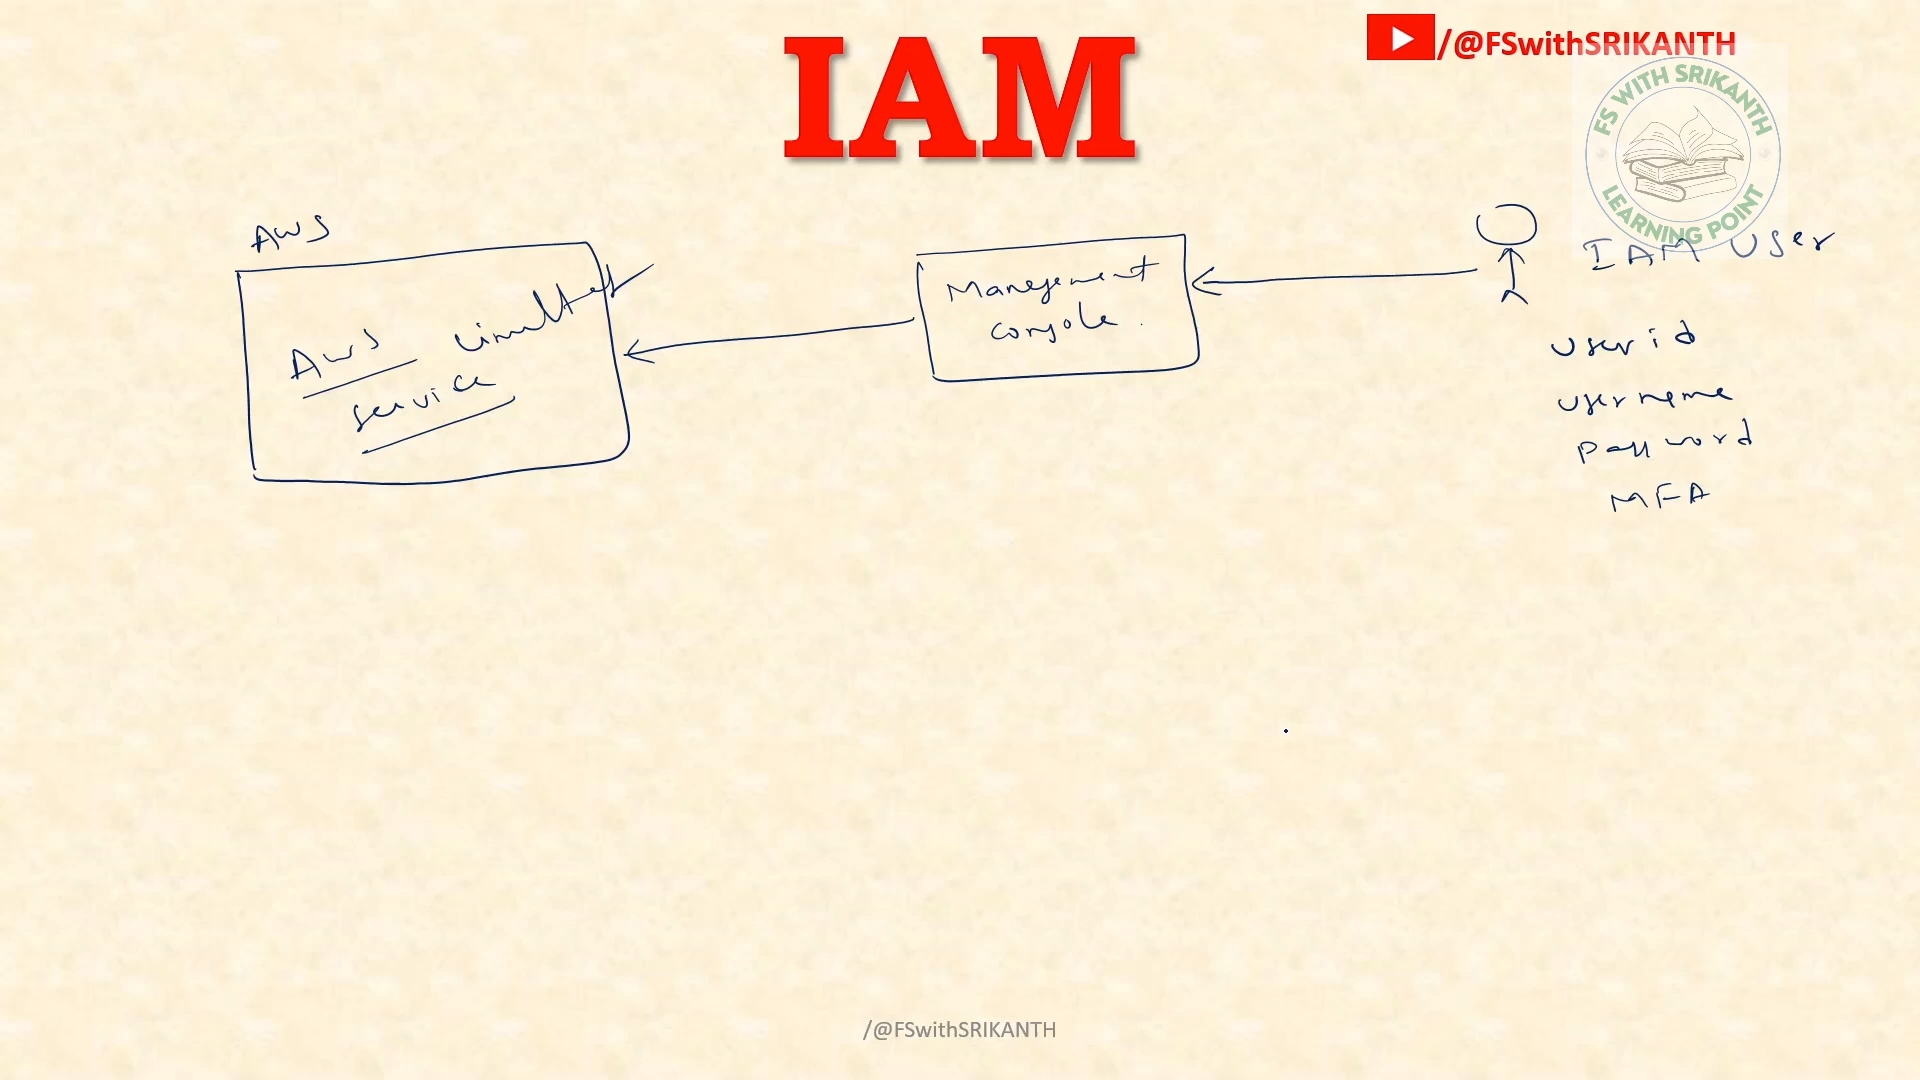 IAM
/@FSwithSRIKANTH
FS WITH SRIKANTH
LEARNING POINT
AWS
AWS
service
Management
console.
IAM User
user id
username
password
MFA
/@FSwithSRIKANTH